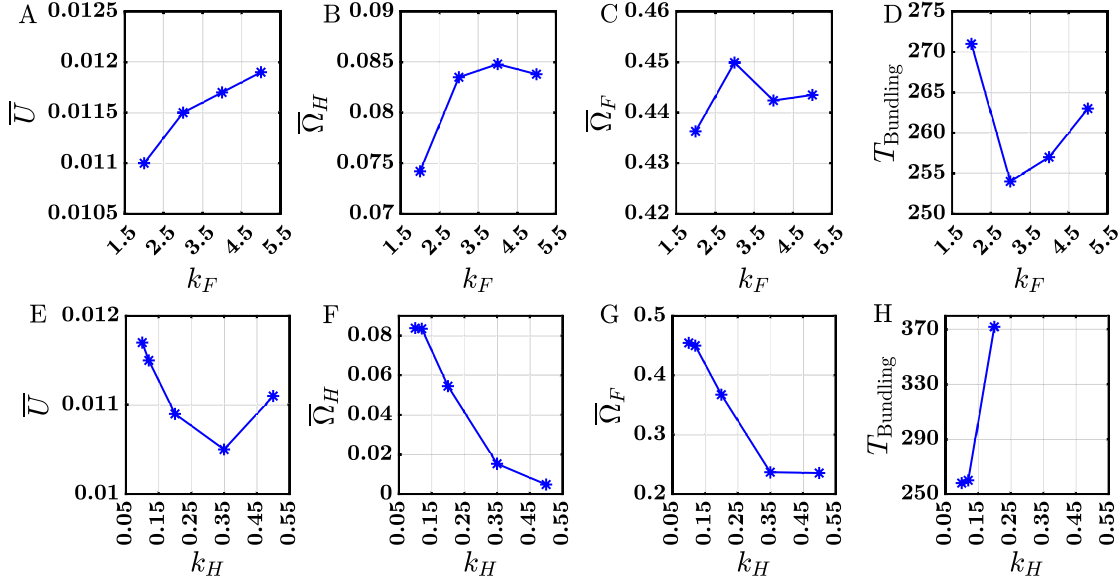 A
0.0125
0.012
0.0115
0.011
0.0105
U̅
1.5 2.5 3.5 4.5 5.5
k_F
B
0.09
0.085
0.08
0.075
0.07
Ω̅_H
1.5 2.5 3.5 4.5 5.5
k_F
C
0.46
0.45
0.44
0.43
0.42
Ω̅_F
1.5 2.5 3.5 4.5 5.5
k_F
D
275
270
265
260
255
250
T_Bundling
1.5 2.5 3.5 4.5 5.5
k_F
E
0.012
0.011
0.01
U̅
0.05 0.15 0.25 0.35 0.45 0.55
k_H
F
0.08
0.06
0.04
0.02
0
Ω̅_H
0.05 0.15 0.25 0.35 0.45 0.55
k_H
G
0.5
0.4
0.3
0.2
Ω̅_F
0.05 0.15 0.25 0.35 0.45 0.55
k_H
H
370
330
290
250
T_Bundling
0.05 0.15 0.25 0.35 0.45 0.55
k_H